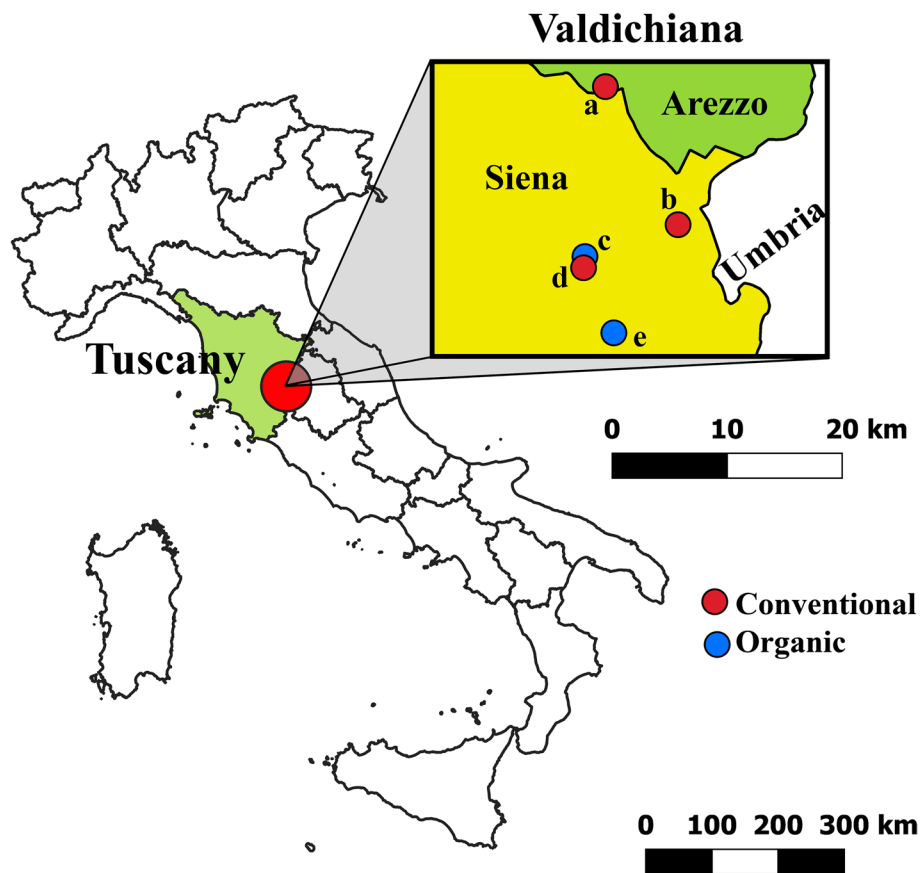 Valdichiana
a
Arezzo
Siena
b
Umbria
c
d
e
Tuscany
0 10 20 km
Conventional
Organic
0 100 200 300 km